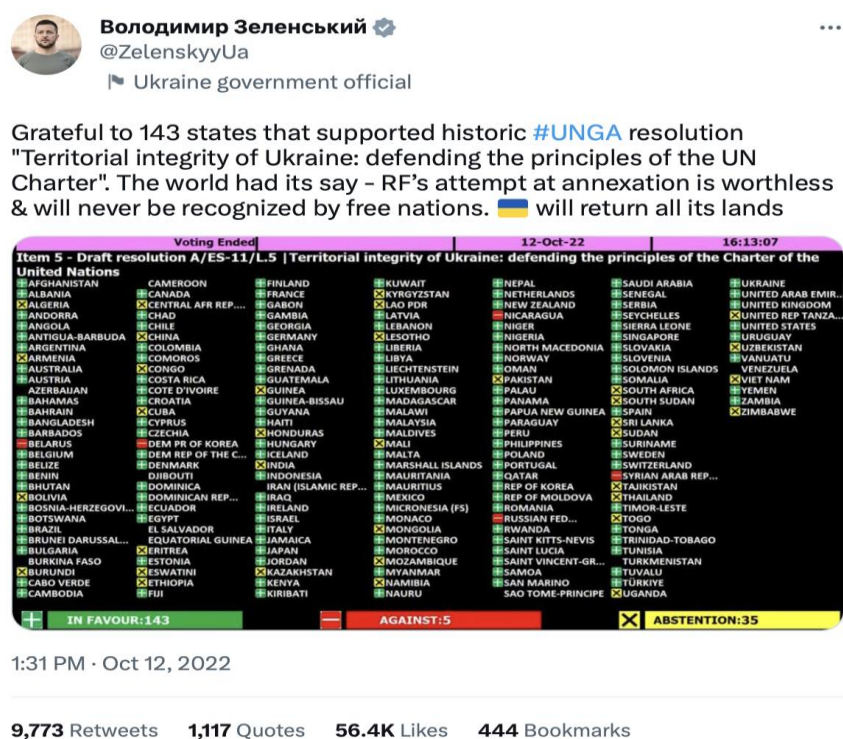 Володимир Зеленський
@ZelenskyyUa
Ukraine government official
Grateful to 143 states that supported historic #UNGA resolution
"Territorial integrity of Ukraine: defending the principles of the UN
Charter". The world had its say - RF's attempt at annexation is worthless
& will never be recognized by free nations. 🇺🇦 will return all its lands
Voting Ended 12-Oct-22 16:13:07
Item 5 - Draft resolution A/ES-11/L.5 |Territorial integrity of Ukraine: defending the principles of the Charter of the
United Nations
AFGHANISTAN
ALBANIA
ALGERIA
ANDORRA
ANGOLA
ANTIGUA-BARBUDA
ARGENTINA
ARMENIA
AUSTRALIA
AUSTRIA
AZERBAIJAN
BAHAMAS
BAHRAIN
BANGLADESH
BARBADOS
BELARUS
BELGIUM
BELIZE
BENIN
BHUTAN
BOLIVIA
BOSNIA-HERZEGOVI...
BOTSWANA
BRAZIL
BRUNEI DARUSSAL...
BULGARIA
BURKINA FASO
BURUNDI
CABO VERDE
CAMBODIA
CAMEROON
CANADA
CENTRAL AFR REP....
CHAD
CHILE
CHINA
COLOMBIA
COMOROS
CONGO
COSTA RICA
COTE D'IVOIRE
CROATIA
CUBA
CYPRUS
CZECHIA
DEM PR OF KOREA
DEM REP OF THE C...
DENMARK
DJIBOUTI
DOMINICA
DOMINICAN REP...
ECUADOR
EGYPT
EL SALVADOR
EQUATORIAL GUINEA
ERITREA
ESTONIA
ESWATINI
ETHIOPIA
FIJI
FINLAND
FRANCE
GABON
GAMBIA
GEORGIA
GERMANY
GHANA
GREECE
GRENADA
GUATEMALA
GUINEA
GUINEA-BISSAU
GUYANA
HAITI
HONDURAS
HUNGARY
ICELAND
INDIA
INDONESIA
IRAN (ISLAMIC REP...
IRAQ
IRELAND
ISRAEL
ITALY
JAMAICA
JAPAN
JORDAN
KAZAKHSTAN
KENYA
KIRIBATI
KUWAIT
KYRGYZSTAN
LAO PDR
LATVIA
LEBANON
LESOTHO
LIBERIA
LIBYA
LIECHTENSTEIN
LITHUANIA
LUXEMBOURG
MADAGASCAR
MALAWI
MALAYSIA
MALDIVES
MALI
MALTA
MARSHALL ISLANDS
MAURITANIA
MAURITIUS
MEXICO
MICRONESIA (FS)
MONACO
MONGOLIA
MONTENEGRO
MOROCCO
MOZAMBIQUE
MYANMAR
NAMIBIA
NAURU
NEPAL
NETHERLANDS
NEW ZEALAND
NICARAGUA
NIGER
NIGERIA
NORTH MACEDONIA
NORWAY
OMAN
PAKISTAN
PALAU
PANAMA
PAPUA NEW GUINEA
PARAGUAY
PERU
PHILIPPINES
POLAND
PORTUGAL
QATAR
REP OF KOREA
REP OF MOLDOVA
ROMANIA
RUSSIAN FED...
RWANDA
SAINT KITTS-NEVIS
SAINT LUCIA
SAINT VINCENT-GR...
SAMOA
SAN MARINO
SAO TOME-PRINCIPE
SAUDI ARABIA
SENEGAL
SERBIA
SEYCHELLES
SIERRA LEONE
SINGAPORE
SLOVAKIA
SLOVENIA
SOLOMON ISLANDS
SOMALIA
SOUTH AFRICA
SOUTH SUDAN
SPAIN
SRI LANKA
SUDAN
SURINAME
SWEDEN
SWITZERLAND
SYRIAN ARAB REP...
TAJIKISTAN
THAILAND
TIMOR-LESTE
TOGO
TONGA
TRINIDAD-TOBAGO
TUNISIA
TURKMENISTAN
TUVALU
TÜRKIYE
UGANDA
UKRAINE
UNITED ARAB EMIR..
UNITED KINGDOM
UNITED REP TANZA...
UNITED STATES
URUGUAY
UZBEKISTAN
VANUATU
VENEZUELA
VIET NAM
YEMEN
ZAMBIA
ZIMBABWE
IN FAVOUR:143 AGAINST:5 ABSTENTION:35
1:31 PM · Oct 12, 2022
9,773 Retweets 1,117 Quotes 56.4K Likes 444 Bookmarks